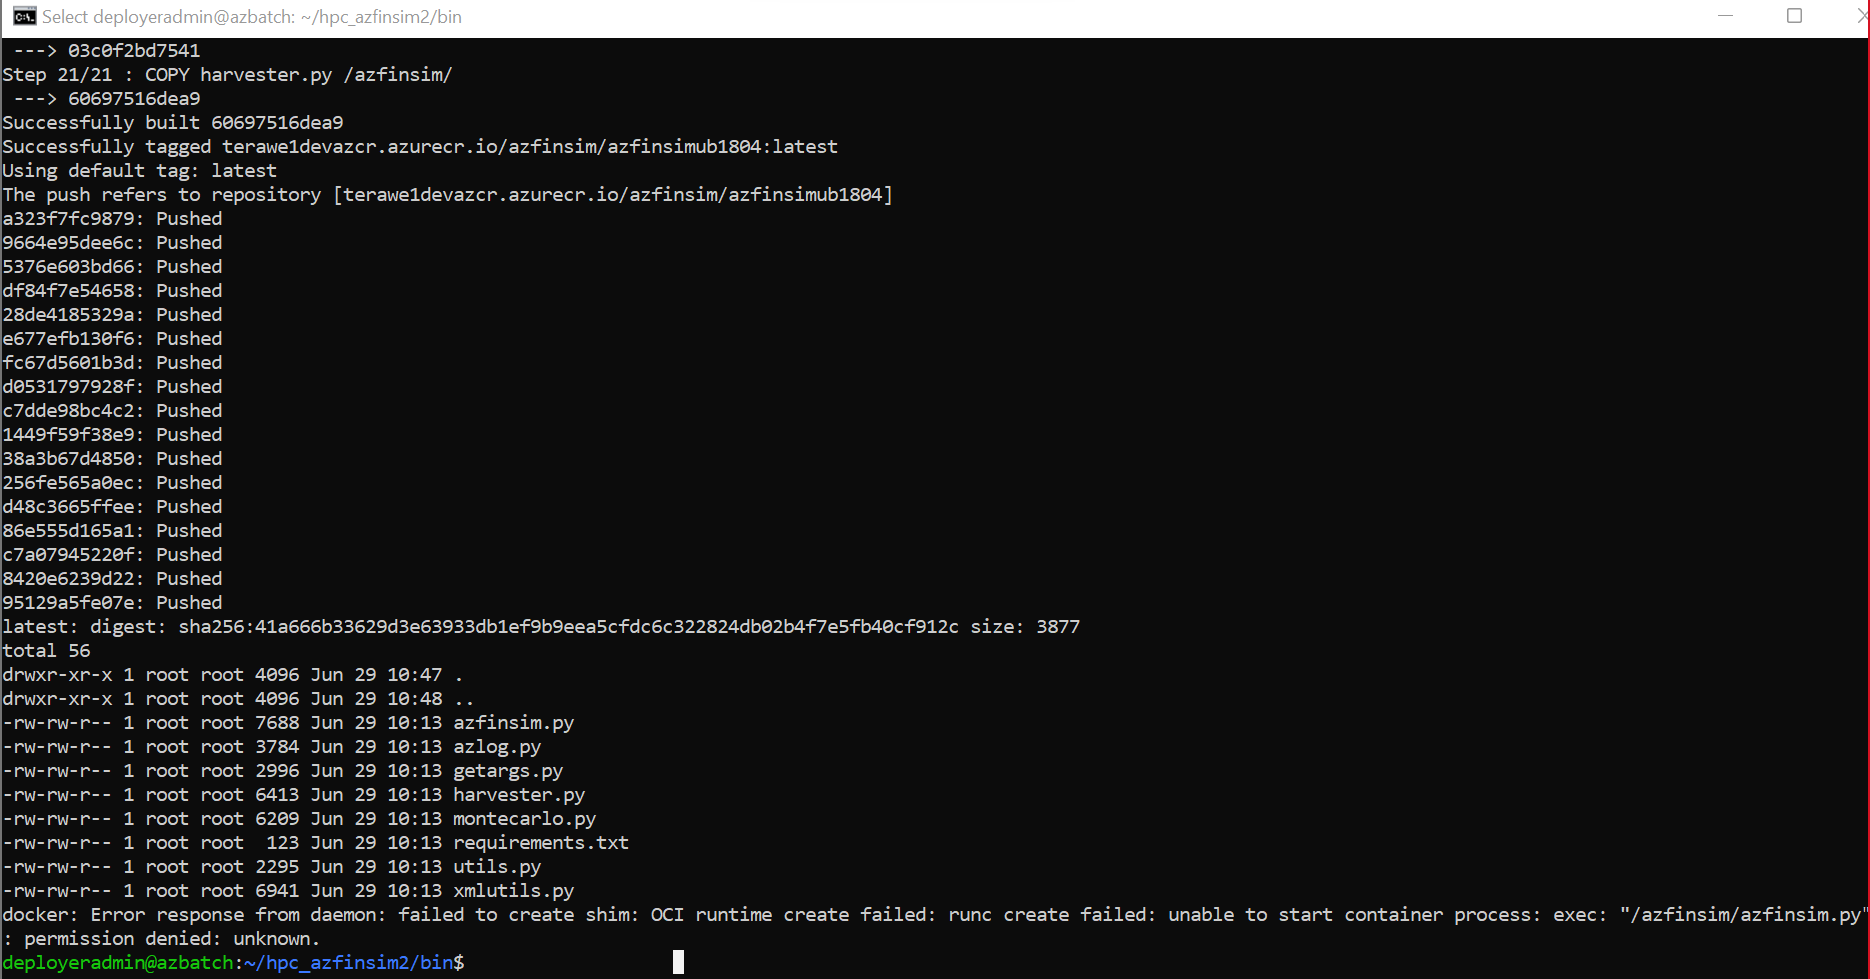 Select deployeradmin@azbatch: ~/hpc_azfinsim2/bin
---> 03c0f2bd7541
Step 21/21 : COPY harvester.py /azfinsim/
---> 60697516dea9
Successfully built 60697516dea9
Successfully tagged terawe1devazcr.azurecr.io/azfinsim/azfinsimub1804:latest
Using default tag: latest
The push refers to repository [terawe1devazcr.azurecr.io/azfinsim/azfinsimub1804]
a323f7fc9879: Pushed
9664e95dee6c: Pushed
5376e603bd66: Pushed
df84f7e54658: Pushed
28de4185329a: Pushed
e677efb130f6: Pushed
fc67d5601b3d: Pushed
d0531797928f: Pushed
c7dde98bc4c2: Pushed
1449f59f38e9: Pushed
38a3b67d4850: Pushed
256fe565a0ec: Pushed
d48c3665ffee: Pushed
86e555d165a1: Pushed
c7a07945220f: Pushed
8420e6239d22: Pushed
95129a5fe07e: Pushed
latest: digest: sha256:41a666b33629d3e63933db1ef9b9eea5cfdc6c322824db02b4f7e5fb40cf912c size: 3877
total 56
drwxr-xr-x 1 root root 4096 Jun 29 10:47 .
drwxr-xr-x 1 root root 4096 Jun 29 10:48 ..
-rw-rw-r-- 1 root root 7688 Jun 29 10:13 azfinsim.py
-rw-rw-r-- 1 root root 3784 Jun 29 10:13 azlog.py
-rw-rw-r-- 1 root root 2996 Jun 29 10:13 getargs.py
-rw-rw-r-- 1 root root 6413 Jun 29 10:13 harvester.py
-rw-rw-r-- 1 root root 6209 Jun 29 10:13 montecarlo.py
-rw-rw-r-- 1 root root  123 Jun 29 10:13 requirements.txt
-rw-rw-r-- 1 root root 2295 Jun 29 10:13 utils.py
-rw-rw-r-- 1 root root 6941 Jun 29 10:13 xmlutils.py
docker: Error response from daemon: failed to create shim: OCI runtime create failed: runc create failed: unable to start container process: exec: "/azfinsim/azfinsim.py"
: permission denied: unknown.
deployeradmin@azbatch:~/hpc_azfinsim2/bin$